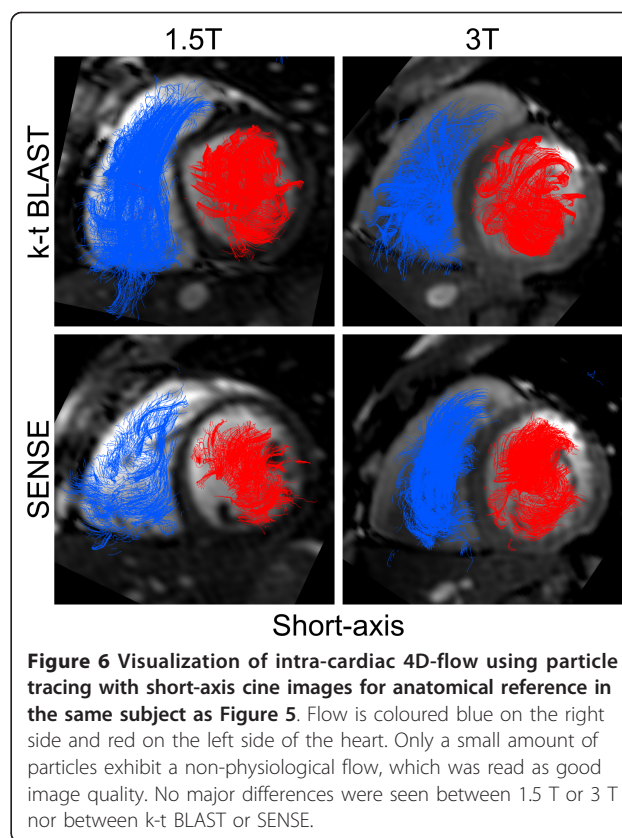 1.5T 3T
k-t BLAST
SENSE
Short-axis
Figure 6 Visualization of intra-cardiac 4D-flow using particle
tracing with short-axis cine images for anatomical reference in
the same subject as Figure 5. Flow is coloured blue on the right
side and red on the left side of the heart. Only a small amount of
particles exhibit a non-physiological flow, which was read as good
image quality. No major differences were seen between 1.5 T or 3 T
nor between k-t BLAST or SENSE.